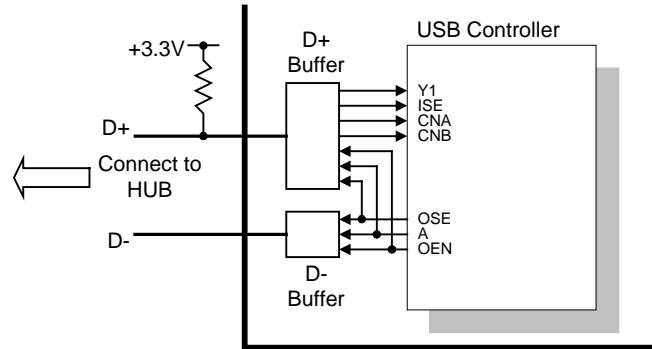 USB Controller
D+
Buffer
+3.3V
Y1
ISE
CNA
CNB
D+
Connect to
HUB
OSE
A
OEN
D-
D-
Buffer